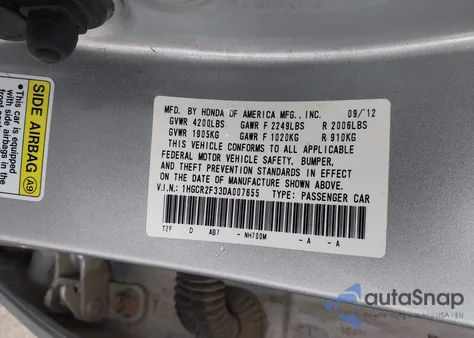 SIDE AIRBAG
This car is equipped
with side airbags in the
MFD. BY HONDA OF AMERICA MFG., INC. 09/12
GVWR 4200LBS GAWR F 2249LBS R 2006LBS
GVWR 1905KG GAWR F 1020KG R 910KG
THIS VEHICLE CONFORMS TO ALL APPLICABLE
FEDERAL MOTOR VEHICLE SAFETY, BUMPER,
AND THEFT PREVENTION STANDARDS IN EFFECT
ON THE DATE OF MANUFACTURE SHOWN ABOVE.
V.I.N.: 1HGCR2F33DA007655 TYPE: PASSENGER CAR
T2F D AB7 - NH700M -A -A
autoSnap